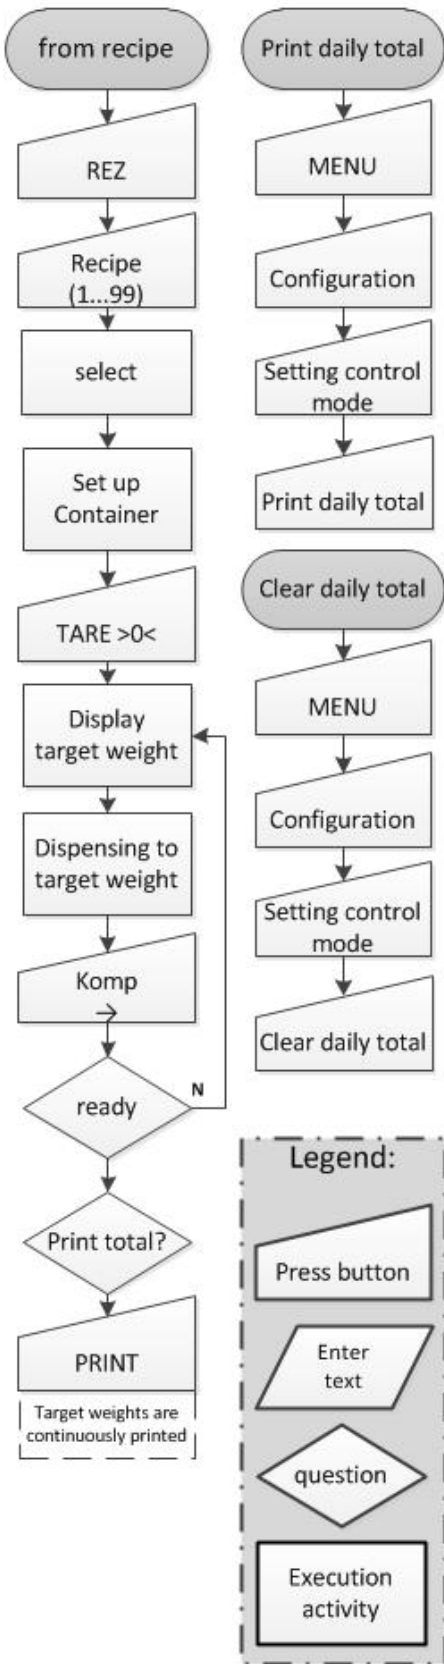 from recipe
REZ
Recipe
(1...99)
select
Set up
Container
TARE >0<
Display
target weight
Dispensing to
target weight
Komp
→
ready
N
Print total?
PRINT
Target weights are
continuously printed
Print daily total
MENU
Configuration
Setting control
mode
Print daily total
Clear daily total
MENU
Configuration
Setting control
mode
Clear daily total
Legend:
Press button
Enter
text
question
Execution
activity